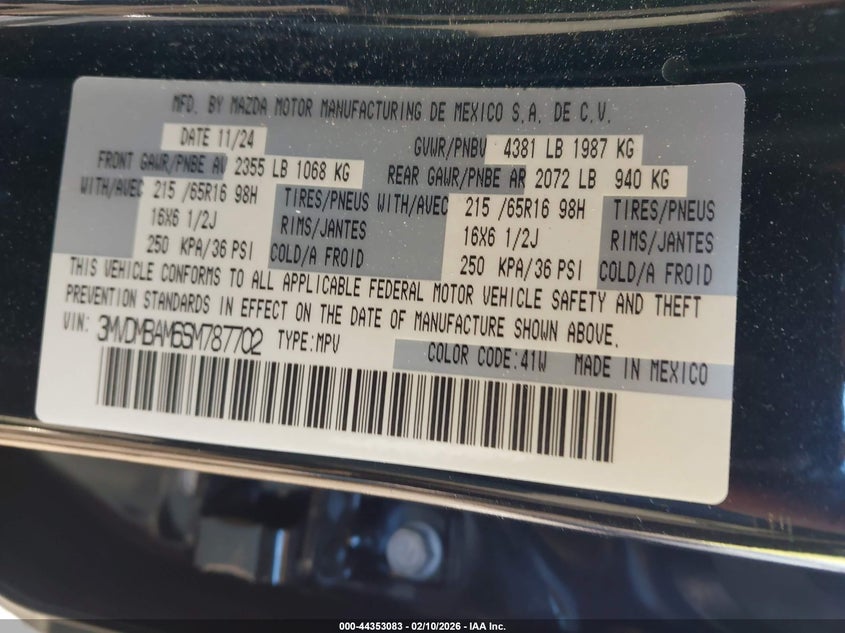 MFD. BY MAZDA MOTOR MANUFACTURING DE MEXICO S.A. DE C.V.
DATE 11/24 GVWR/PNBV 4381 LB 1987 KG
FRONT GAWR/PNBE AV 2355 LB 1068 KG REAR GAWR/PNBE AR 2072 LB 940 KG
WITH/AVEC 215 /65R16 98H TIRES/PNEUS WITH/AVEC 215 /65R16 98H TIRES/PNEUS
16X6 1/2J RIMS/JANTES 16X6 1/2J RIMS/JANTES
250 KPA/36 PSI COLD/A FROID 250 KPA/36 PSI COLD/A FROID
THIS VEHICLE CONFORMS TO ALL APPLICABLE FEDERAL MOTOR VEHICLE SAFETY AND THEFT
PREVENTION STANDARDS IN EFFECT ON THE DATE OF MANUFACTURE SHOWN ABOVE.
VIN: 3MVDMBAM6SM787702 TYPE:MPV
COLOR CODE:41W MADE IN MEXICO
000-44353083 — 02/10/2026 — IAA Inc.